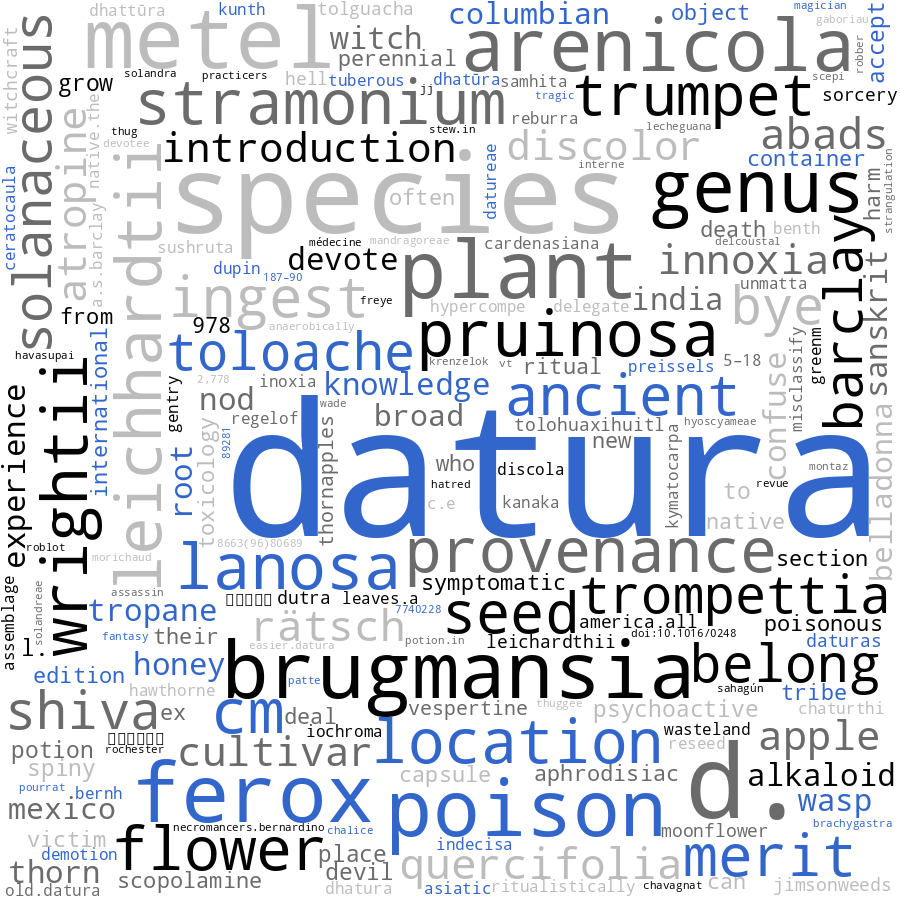 dhattūra
kunth
tolguacha
columbian
object
magician
gaboriau
accept
metel
witch
arenicola
robber
perennial
witchcraft
solanaceous
grow
solandra
practicers
hell
tuberous
dhatūra
samhita
scepi
jj
stramonium
tragic
trumpet
sorcery
atropine
native.the
thug
devotee
stew.in
reburra
lecheguana
abads
introduction
discolor
container
datureae
interne
species
often
genus
harm
strangulation
ceratocaula
leichhardtii
a.s.barclay
death
benth
sushruta
médecine
mandragoreae
cardenasiana
delcoustal
devote
plant
innoxia
barclay
sanskrit
dupin
187–90
unmatta
ingest
freye
hypercompe
delegate
india
bye
from
978
anaerobically
havasupai
toloache
pruinosa
krenzelok
vt
ritual
preissels
5–18
greenm
misclassify
confuse
wrightii
international
gentry
2,778
inoxia
knowledge
ancient
experience
nod
regelof
wade
broad
tolohuaxihuitl
hyoscyameae
belladonna
root
toxicology
89281
thornapples
datura
new
who
discola
kymatocarpa
montaz
hatred
revue
c.e
kanaka
to
native
roblot
morichaud
8663(96)80689
provenance
section
assemblage
solandreae
assassin
lanosa
symptomatic
trompettia
tropane
dutra
leaves.a
7740228
seed
america.all
poisonous
fantasy
their
rätsch
easier.datura
potion.in
leichardthii
doi:10.1016/0248
daturas
l.
edition
honey
brugmansia
belong
patte
hawthorne
sahagún
tribe
shiva
ex
cm
deal
vespertine
thuggee
psychoactive
chaturthi
iochroma
wasteland
potion
rochester
cultivar
location
reseed
apple
spiny
capsule
aphrodisiac
d.
alkaloid
pourrat
bernh
ferox
poison
wasp
mexico
necromancers.bernardino
chalice
moonflower
brachygastra
victim
flower
indecisa
demotion
place
merit
thorn
devil
quercifolia
scopolamine
old.datura
dhatura
asiatic
ritualistically
chavagnat
can
jimsonweeds